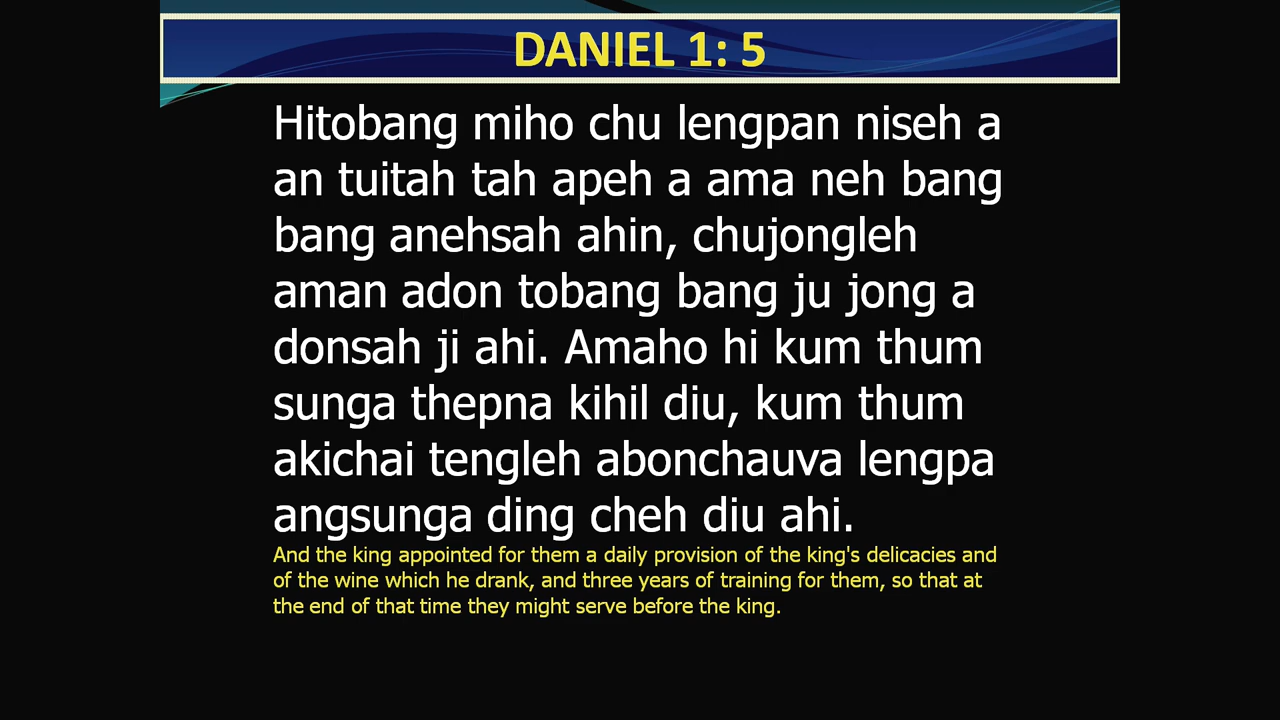 DANIEL 1: 5
Hitobang miho chu lengpan niseh a
an tuitah tah apeh a ama neh bang
bang anehsah ahin, chujongleh
aman adon tobang bang ju jong a
donsah ji ahi. Amaho hi kum thum
sunga thepna kihil diu, kum thum
akichai tengleh abonchauva lengpa
angsunga ding cheh diu ahi.
And the king appointed for them a daily provision of the king's delicacies and
of the wine which he drank, and three years of training for them, so that at
the end of that time they might serve before the king.